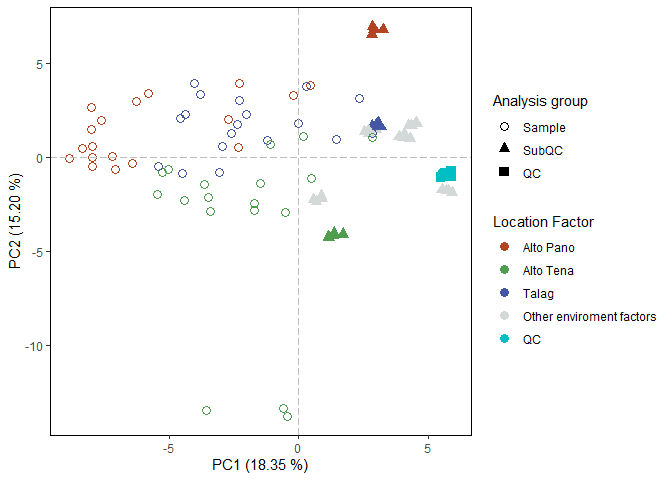 5
0
-5
-10
PC2 (15.20 %)
-5
0
5
PC1 (18.35 %)
Analysis group
Sample
SubQC
QC
Location Factor
Alto Pano
Alto Tena
Talag
Other enviroment factors
QC